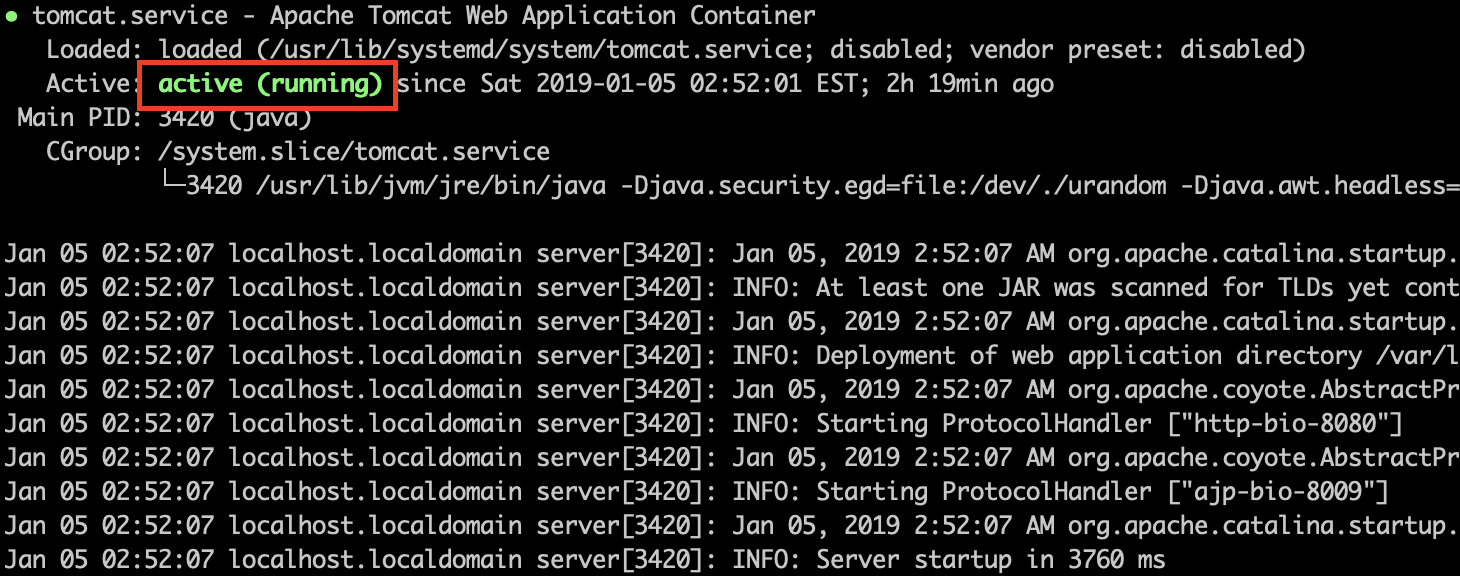 ● tomcat.service - Apache Tomcat Web Application Container
Loaded: loaded (/usr/lib/systemd/system/tomcat.service; disabled; vendor preset: disabled)
Active: active (running) since Sat 2019-01-05 02:52:01 EST; 2h 19min ago
Main PID: 3420 (java)
CGroup: /system.slice/tomcat.service
└─3420 /usr/lib/jvm/jre/bin/java -Djava.security.egd=file:/dev/./urandom -Djava.awt.headless=
Jan 05 02:52:07 localhost.localdomain server[3420]: Jan 05, 2019 2:52:07 AM org.apache.catalina.startup.
Jan 05 02:52:07 localhost.localdomain server[3420]: INFO: At least one JAR was scanned for TLDs yet cont
Jan 05 02:52:07 localhost.localdomain server[3420]: Jan 05, 2019 2:52:07 AM org.apache.catalina.startup.
Jan 05 02:52:07 localhost.localdomain server[3420]: INFO: Deployment of web application directory /var/l
Jan 05 02:52:07 localhost.localdomain server[3420]: Jan 05, 2019 2:52:07 AM org.apache.coyote.AbstractPr
Jan 05 02:52:07 localhost.localdomain server[3420]: INFO: Starting ProtocolHandler ["http-bio-8080"]
Jan 05 02:52:07 localhost.localdomain server[3420]: Jan 05, 2019 2:52:07 AM org.apache.coyote.AbstractPr
Jan 05 02:52:07 localhost.localdomain server[3420]: INFO: Starting ProtocolHandler ["ajp-bio-8009"]
Jan 05 02:52:07 localhost.localdomain server[3420]: Jan 05, 2019 2:52:07 AM org.apache.catalina.startup.
Jan 05 02:52:07 localhost.localdomain server[3420]: INFO: Server startup in 3760 ms